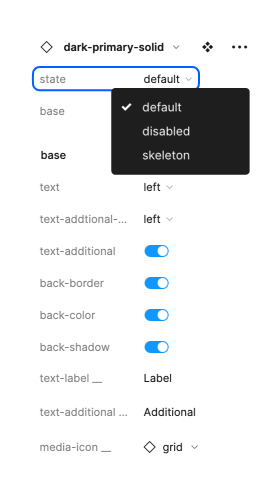 dark-primary-solid
state default
base default
disabled
skeleton
base
text left
text-addtional-... left
text-additional
back-border
back-color
back-shadow
text-label __ Label
text-additional ... Additional
media-icon __ grid